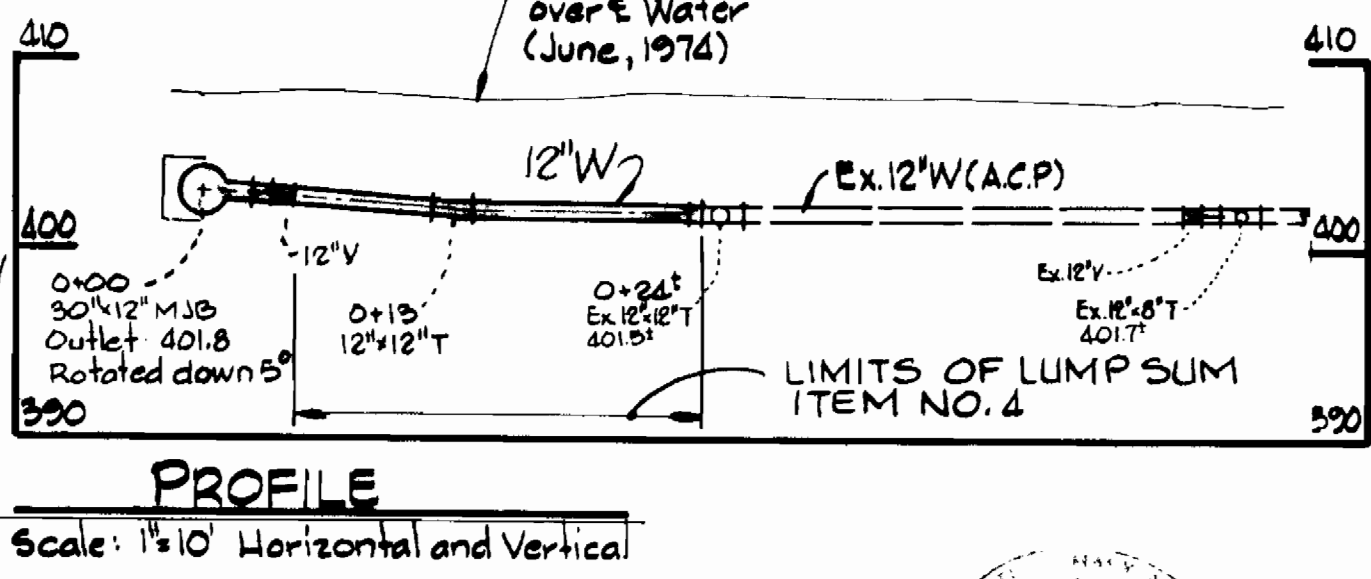 over ℄ Water
(June, 1974)
410
410
12"W
Ex. 12"W (A.C.P)
400
400
12"V
0+00
30"x12" MJB
Outlet 401.8
Rotated down 5°
0+13
12"x12"T
0+24±
Ex. 12"x12"T
401.5±
Ex. 12"V
Ex. 12"x8"T
401.7±
LIMITS OF LUMP SUM
ITEM NO. 4
390
390
PROFILE
Scale: 1"=10' Horizontal and Vertical